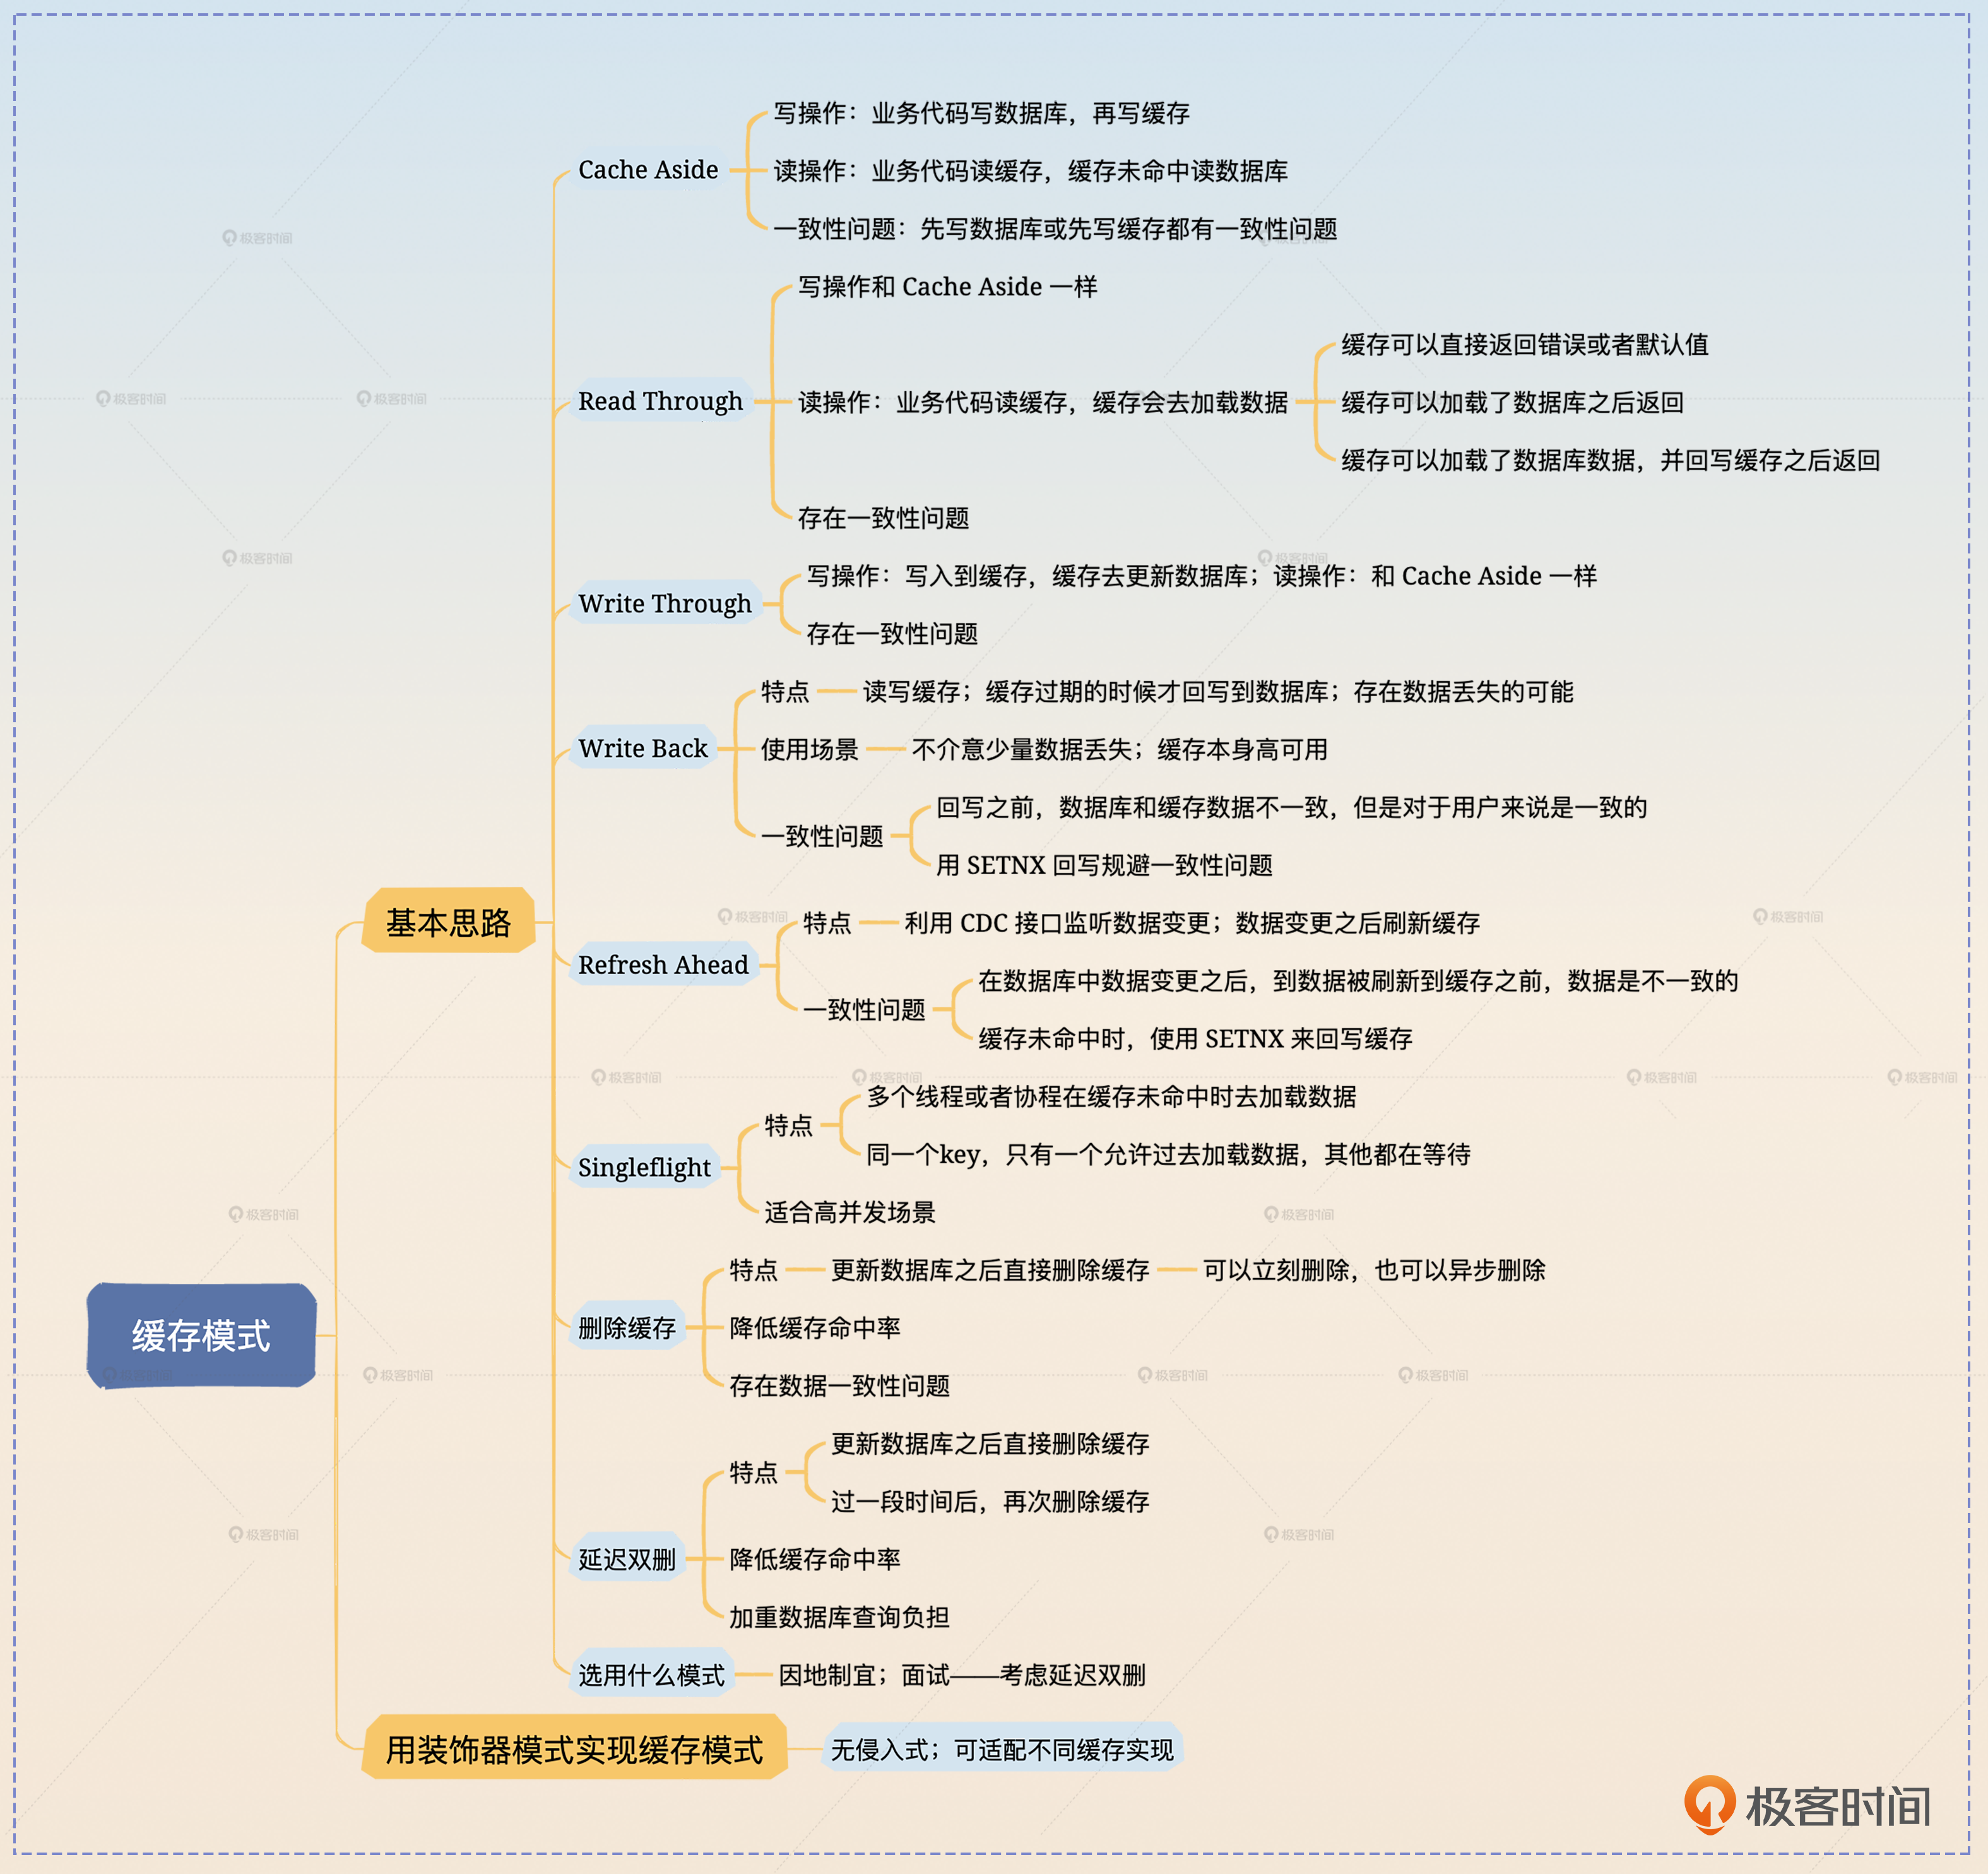 缓存模式
基本思路
Cache Aside
写操作：业务代码写数据库，再写缓存
读操作：业务代码读缓存，缓存未命中读数据库
一致性问题：先写数据库或先写缓存都有一致性问题
Read Through
写操作和 Cache Aside 一样
读操作：业务代码读缓存，缓存会去加载数据
缓存可以直接返回错误或者默认值
缓存可以加载了数据库之后返回
缓存可以加载了数据库数据，并回写缓存之后返回
存在一致性问题
Write Through
写操作：写入到缓存，缓存去更新数据库；读操作：和 Cache Aside 一样
存在一致性问题
Write Back
特点
读写缓存；缓存过期的时候才回写到数据库；存在数据丢失的可能
使用场景
不介意少量数据丢失；缓存本身高可用
一致性问题
回写之前，数据库和缓存数据不一致，但是对于用户来说是一致的
用 SETNX 回写规避一致性问题
Refresh Ahead
特点
利用 CDC 接口监听数据变更；数据变更之后刷新缓存
一致性问题
在数据库中数据变更之后，到数据被刷新到缓存之前，数据是不一致的
缓存未命中时，使用 SETNX 来回写缓存
Singleflight
特点
多个线程或者协程在缓存未命中时去加载数据
同一个key，只有一个允许过去加载数据，其他都在等待
适合高并发场景
删除缓存
特点
更新数据库之后直接删除缓存
可以立刻删除，也可以异步删除
降低缓存命中率
存在数据一致性问题
延迟双删
特点
更新数据库之后直接删除缓存
过一段时间后，再次删除缓存
降低缓存命中率
加重数据库查询负担
选用什么模式
因地制宜；面试——考虑延迟双删
用装饰器模式实现缓存模式
无侵入式；可适配不同缓存实现
极客时间